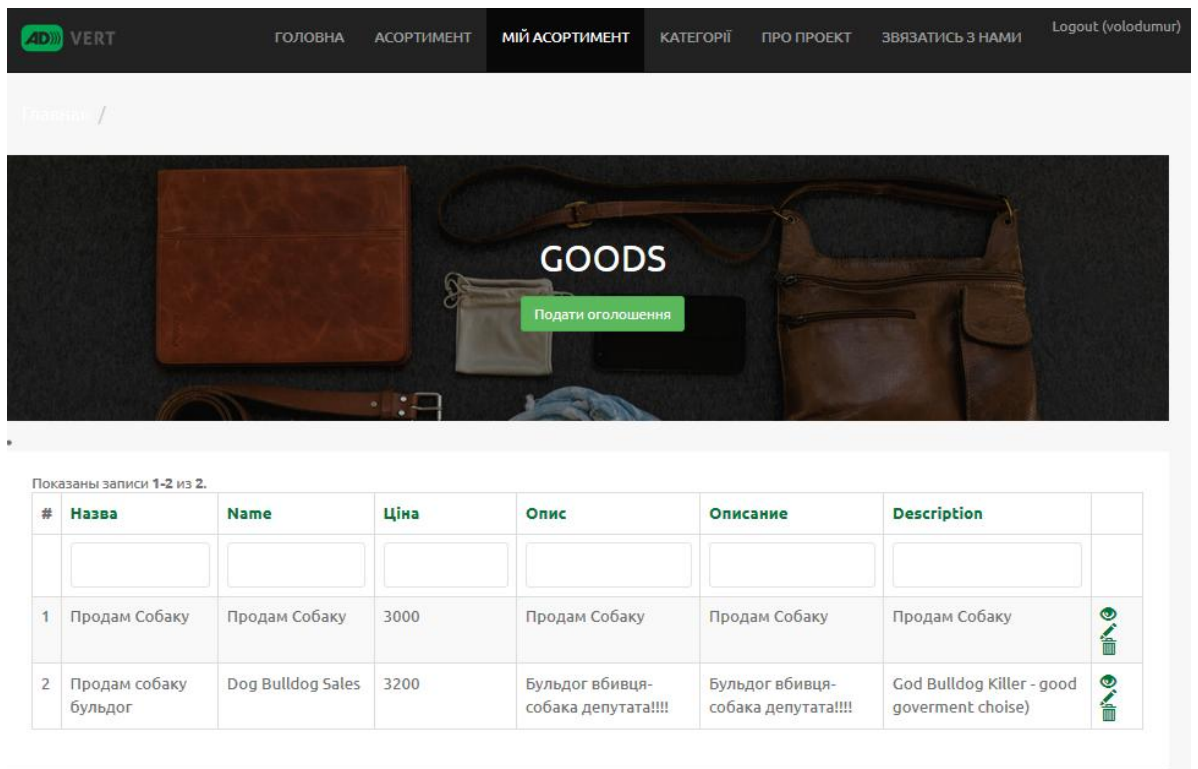 AD VERT ГОЛОВНА АСОРТИМЕНТ МІЙ АСОРТИМЕНТ КАТЕГОРІЇ ПРО ПРОЕКТ ЗВЯЗАТИСЬ З НАМИ Logout (volodumur)
Главная /
GOODS
Подати оголошення
Показаны записи 1-2 из 2.
# Назва Name Ціна Опис Описание Description
1 Продам Собаку Продам Собаку 3000 Продам Собаку Продам Собаку Продам Собаку
2 Продам собаку Dog Bulldog Sales 3200 Бульдог вбивця- Бульдог вбивця- God Bulldog Killer - good
бульдог собака депутата!!!! собака депутата!!!! goverment choise)